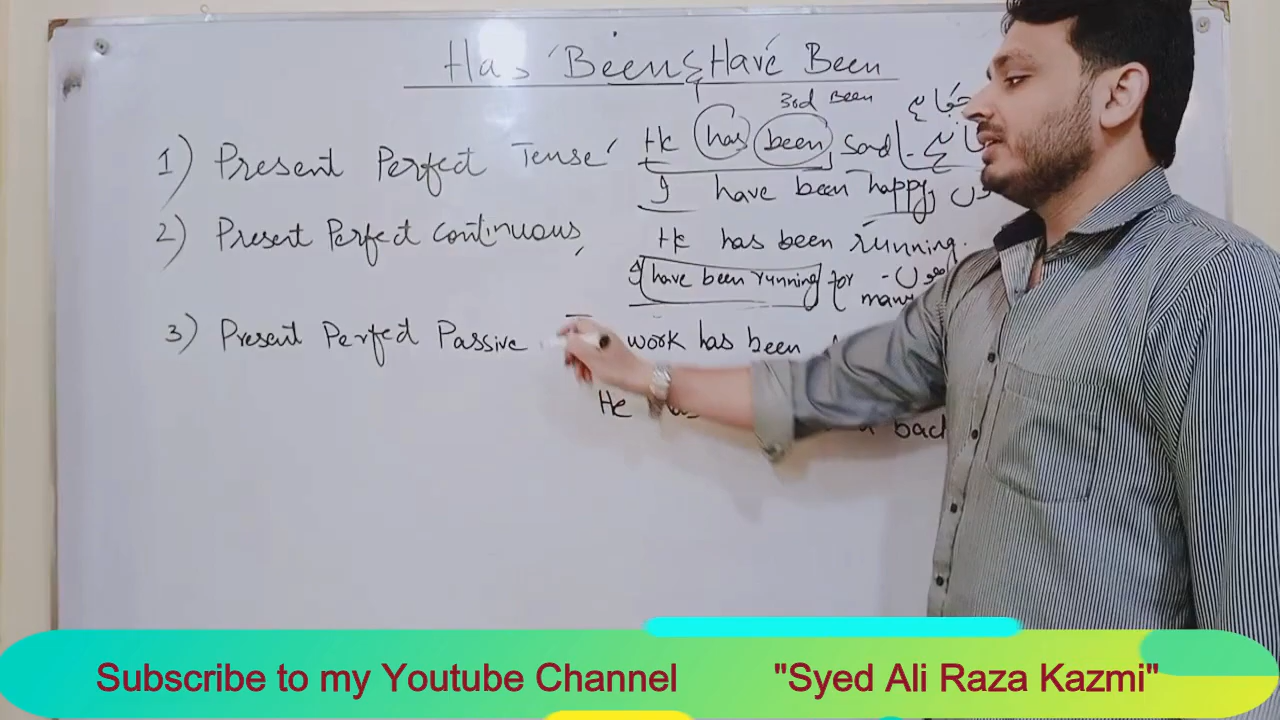 Has Been & Have Been
3rd Been
1) Present Perfect Tense He has been sad
I have been happy
2) Present Perfect Continuous, He has been running.
I have been running for
many
3) Present Perfect Passive work has been
He has a back
Subscribe to my Youtube Channel "Syed Ali Raza Kazmi"